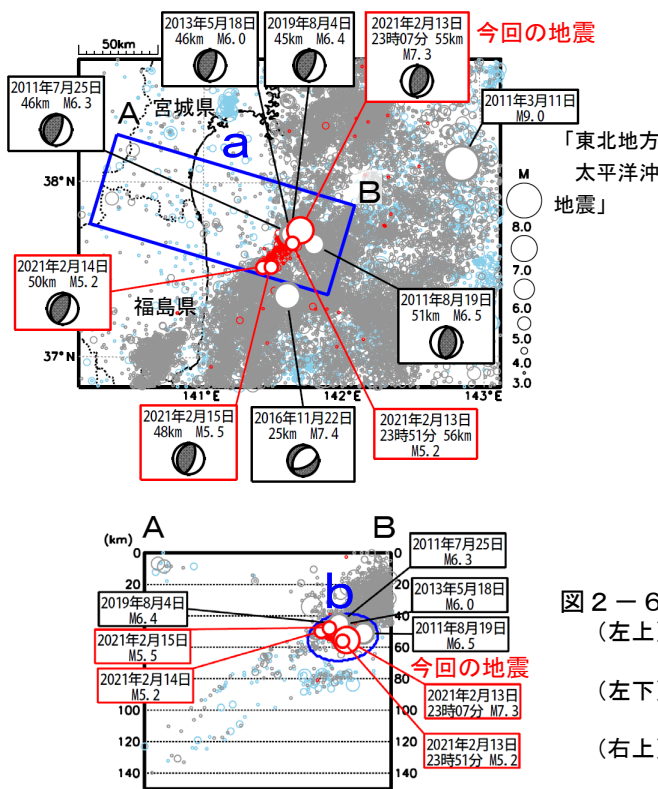 50km
2013年5月18日
46km M6.0
2019年8月4日
45km M6.4
2021年2月13日
23時07分 55km
M7.3
今回の地震
2011年7月25日
46km M6.3
A
宮城県
a
2011年3月11日
M9.0
「東北地方
太平洋沖
地震」
38°N
B
M
8.0
7.0
6.0
5.0
4.0
3.0
2021年2月14日
50km M5.2
福島県
2011年8月19日
51km M6.5
37°N
141°E
142°E
143°E
2021年2月15日
48km M5.5
2016年11月22日
25km M7.4
2021年2月13日
23時51分 56km
M5.2
A
B
(km)
0
20
40
60
80
100
120
140
0
20
40
60
80
100
120
140
b
2011年7月25日
M6.3
2013年5月18日
M6.0
2011年8月19日
M6.5
2019年8月4日
M6.4
2021年2月15日
M5.5
2021年2月14日
M5.2
今回の地震
2021年2月13日
23時07分 M7.3
2021年2月13日
23時51分 M5.2
図2-6
(左上)
(左下)
(右上)